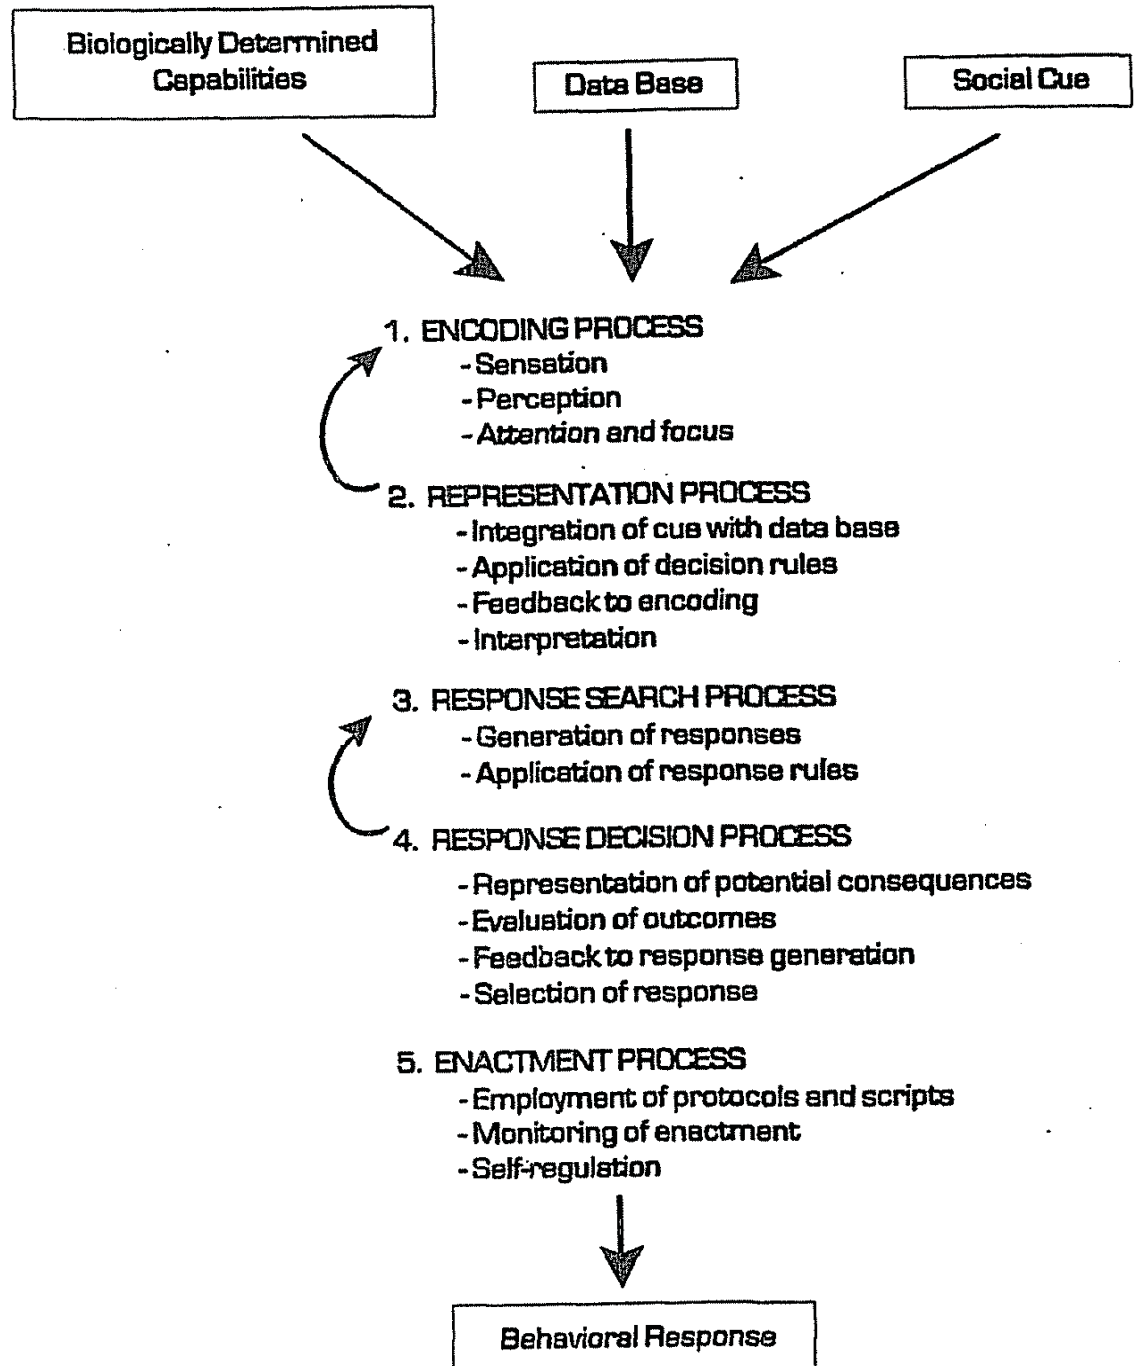 Biologically Determined
Capabilities
Data Base
Social Cue
1. ENCODING PROCESS
- Sensation
- Perception
- Attention and focus
2. REPRESENTATION PROCESS
- Integration of cue with data base
- Application of decision rules
- Feedback to encoding
- Interpretation
3. RESPONSE SEARCH PROCESS
- Generation of responses
- Application of response rules
4. RESPONSE DECISION PROCESS
- Representation of potential consequences
- Evaluation of outcomes
- Feedback to response generation
- Selection of response
5. ENACTMENT PROCESS
- Employment of protocols and scripts
- Monitoring of enactment
- Self-regulation
Behavioral Response